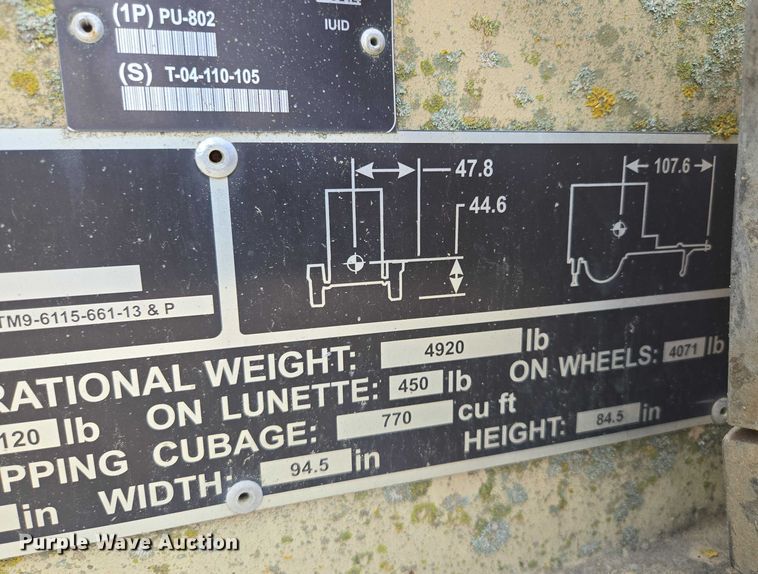 (1P) PU-802
IUID
(S) T-04-110-105
47.8
44.6
107.6
TM9-6115-661-13 & P
RATIONAL WEIGHT: 4920 lb
120 lb ON LUNETTE: 450 lb ON WHEELS: 4071 lb
PPING CUBAGE: 770 cu ft
in WIDTH: 94.5 in HEIGHT: 84.5 in
Purple Wave Auction